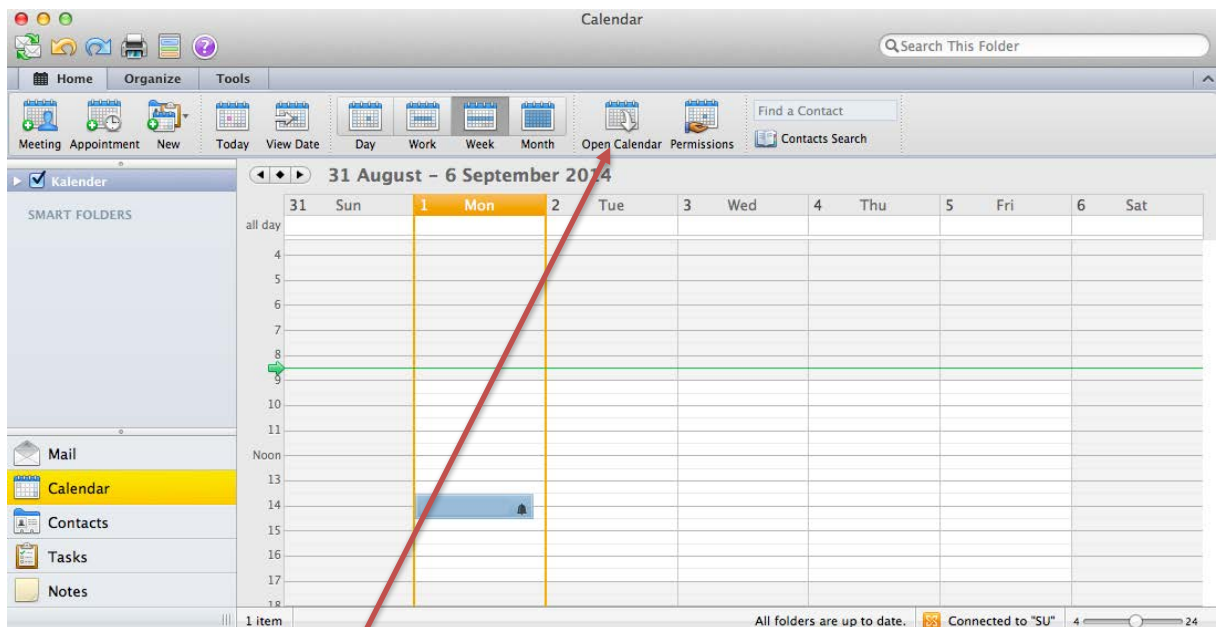 Calendar
Search This Folder
Home Organize Tools
Meeting Appointment New Today View Date Day Work Week Month Open Calendar Permissions Find a Contact
Contacts Search
Kalender
SMART FOLDERS
31 August – 6 September 2014
31 Sun 1 Mon 2 Tue 3 Wed 4 Thu 5 Fri 6 Sat
all day
4
5
6
7
8
9
10
11
Noon
13
14
15
16
17
18
Mail
Calendar
Contacts
Tasks
Notes
1 item All folders are up to date. Connected to "SU" 4 24